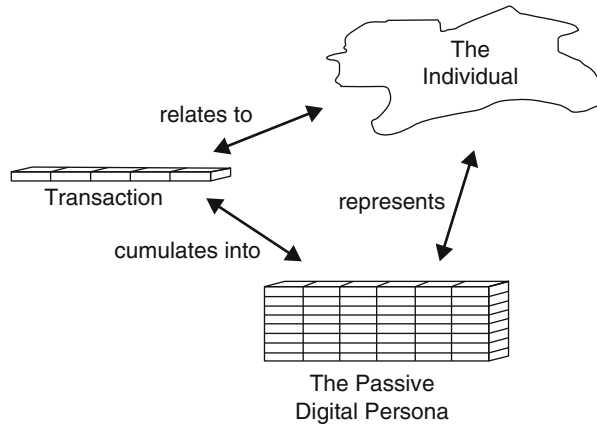 The
Individual
relates to
Transaction
represents
cumulates into
The Passive
Digital Persona